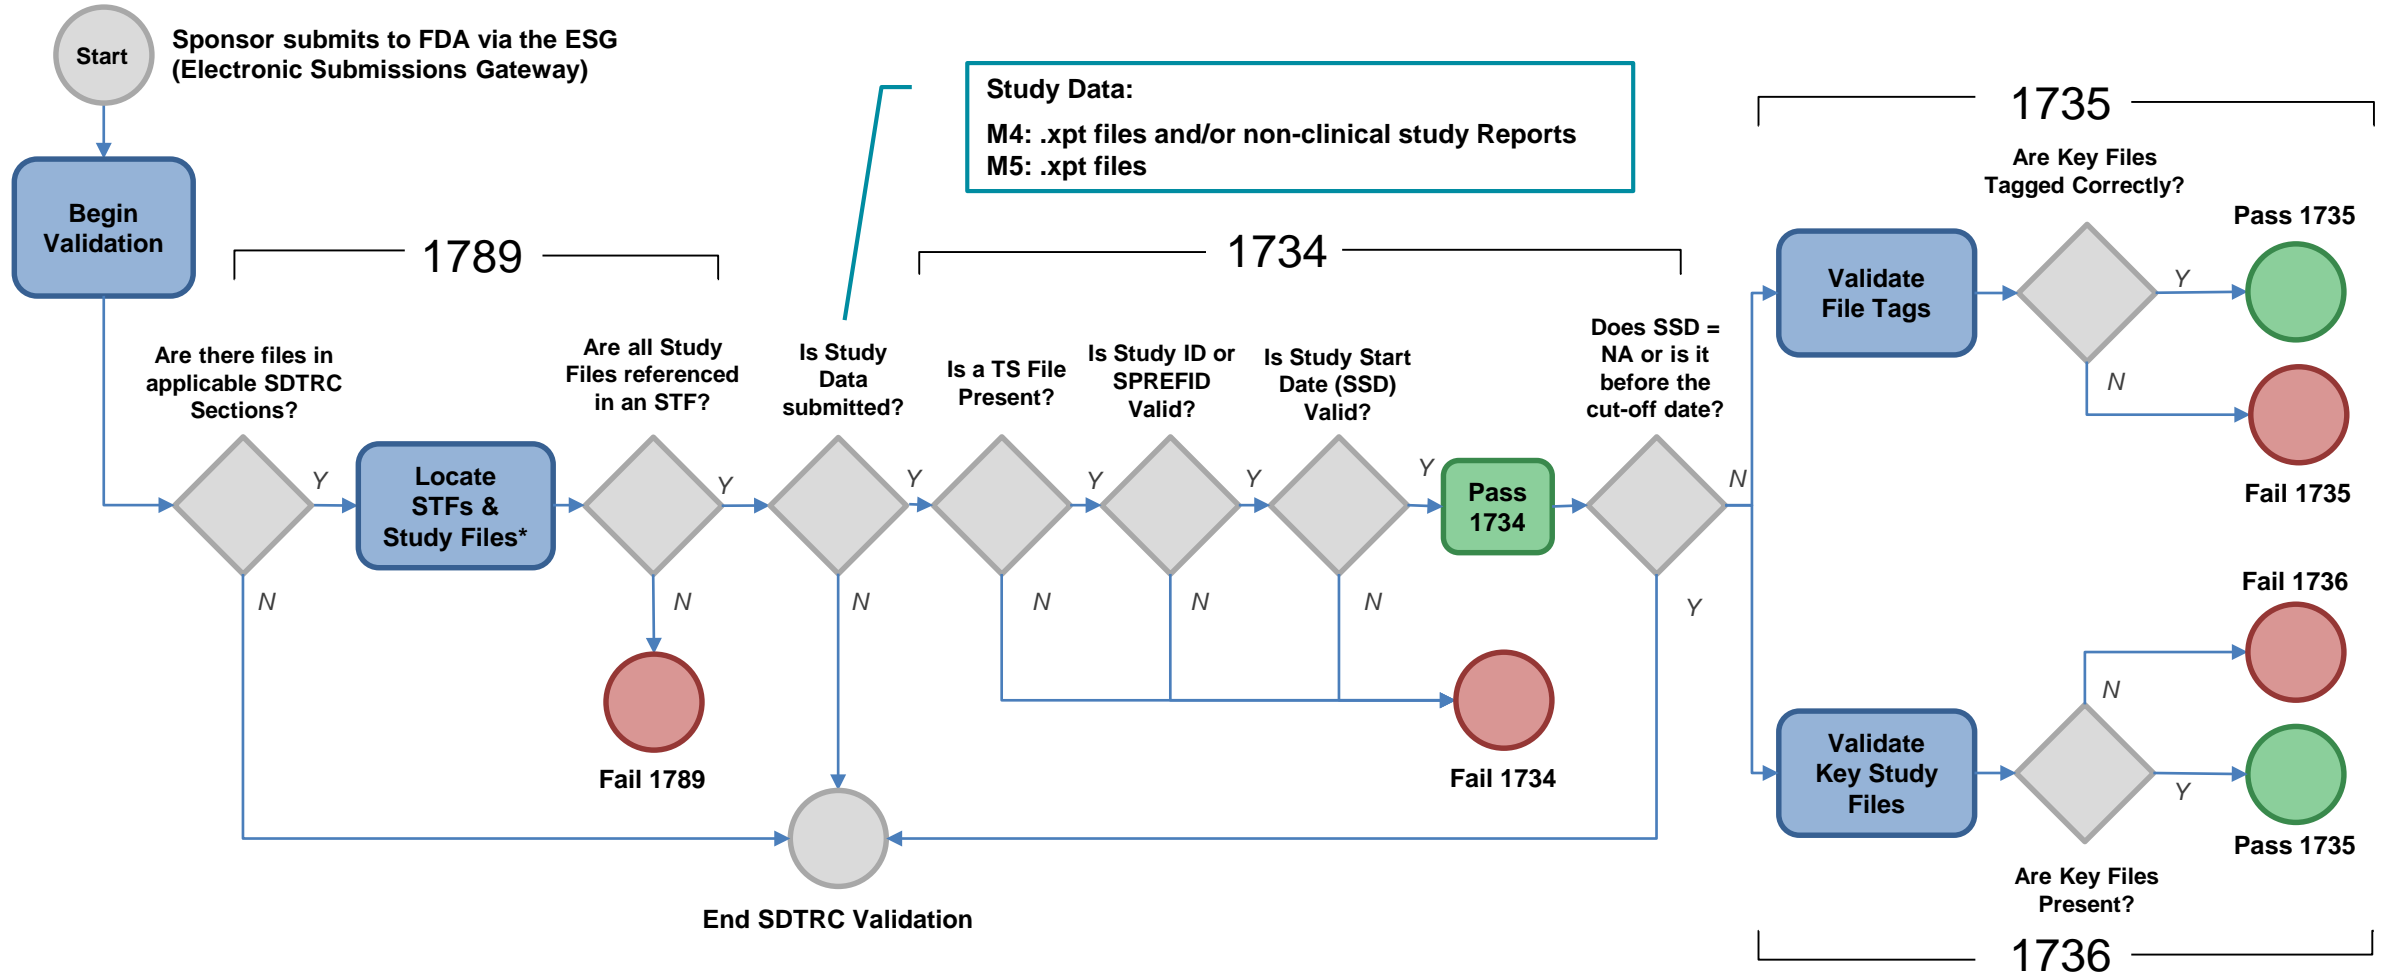 Start
Sponsor submits to FDA via the ESG
(Electronic Submissions Gateway)
Study Data:
M4: .xpt files and/or non-clinical study Reports
M5: .xpt files
Begin
Validation
1789
Are there files in
applicable SDTRC
Sections?
Y
N
Locate
STFs &
Study Files*
Are all Study
Files referenced
in an STF?
Y
N
Fail 1789
Is Study
Data
submitted?
Y
N
End SDTRC Validation
1734
Is a TS File
Present?
Y
N
Is Study ID or
SPREFID
Valid?
Y
N
Is Study Start
Date (SSD)
Valid?
Y
N
Fail 1734
Pass
1734
Does SSD =
NA or is it
before the
cut-off date?
N
Y
1735
Are Key Files
Tagged Correctly?
Validate
File Tags
Y
Pass 1735
N
Fail 1735
Validate
Key Study
Files
Fail 1736
N
Y
Pass 1735
Are Key Files
Present?
1736